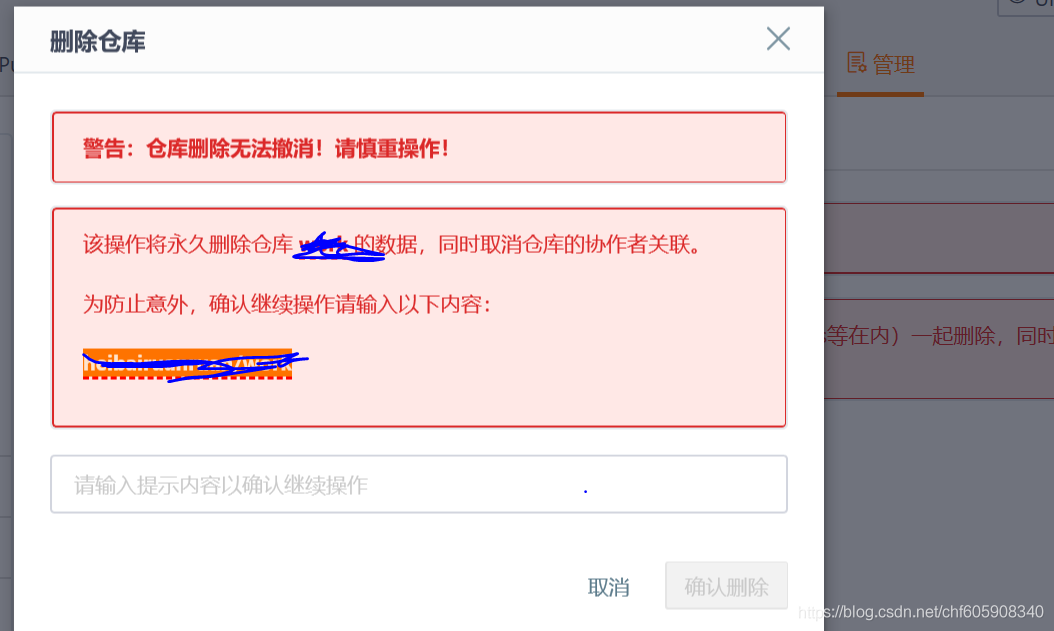 删除仓库
管理
警告：仓库删除无法撤消！请慎重操作！
该操作将永久删除仓库 的数据，同时取消仓库的协作者关联。
为防止意外，确认继续操作请输入以下内容：
等在内）一起删除，同时
请输入提示内容以确认继续操作
取消
确认删除
https://blog.csdn.net/chf605908340